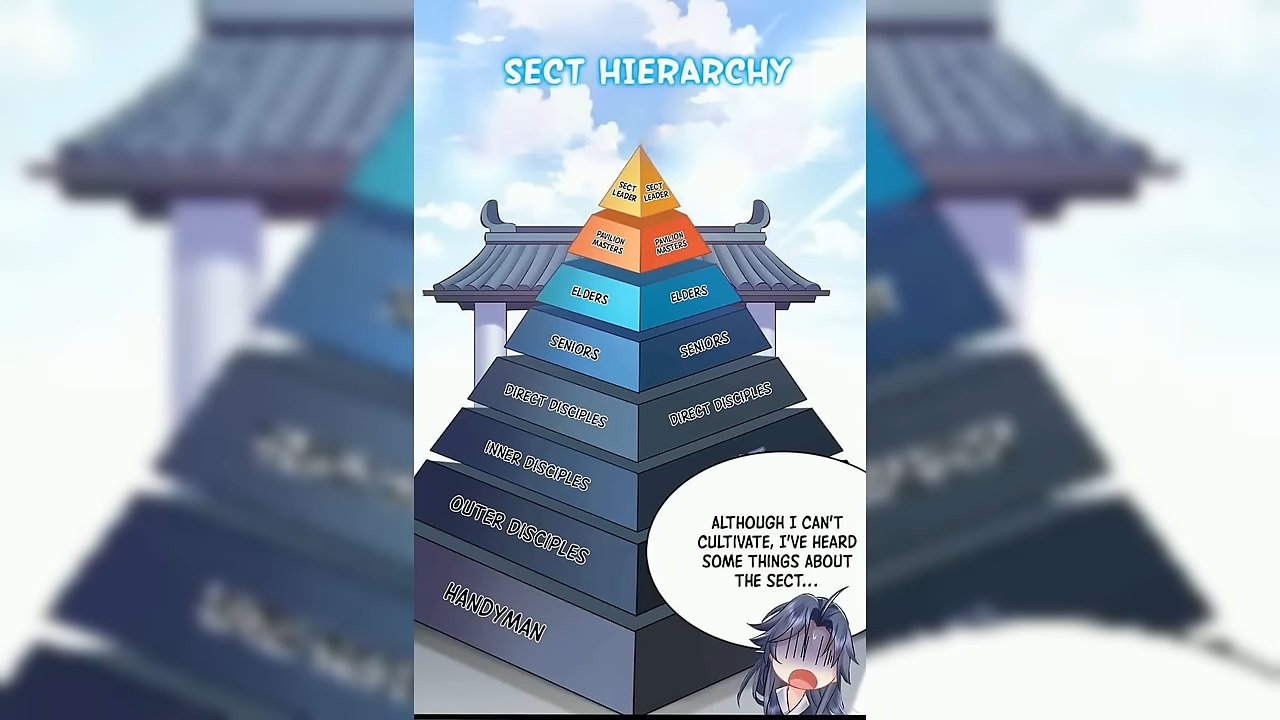 SECT HIERARCHY
SECT
LEADER
SECT
LEADER
PAVILION
MASTERS
PAVILION
MASTERS
ELDERS
ELDERS
SENIORS
SENIORS
DIRECT DISCIPLES
DIRECT DISCIPLES
INNER DISCIPLES
OUTER DISCIPLES
HANDYMAN
ALTHOUGH I CAN'T
CULTIVATE, I'VE HEARD
SOME THINGS ABOUT
THE SECT...